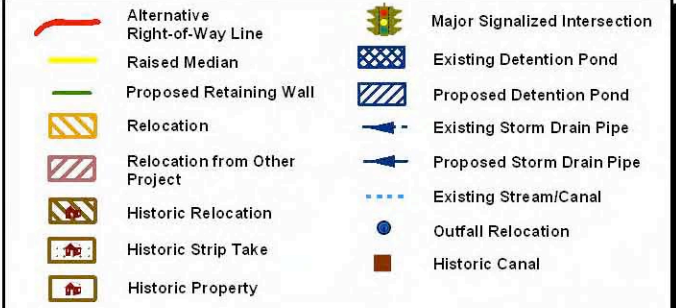 Alternative
Right-of-Way Line
Raised Median
Proposed Retaining Wall
Relocation
Relocation from Other
Project
Historic Relocation
Historic Strip Take
Historic Property
Major Signalized Intersection
Existing Detention Pond
Proposed Detention Pond
Existing Storm Drain Pipe
Proposed Storm Drain Pipe
Existing Stream/Canal
Outfall Relocation
Historic Canal